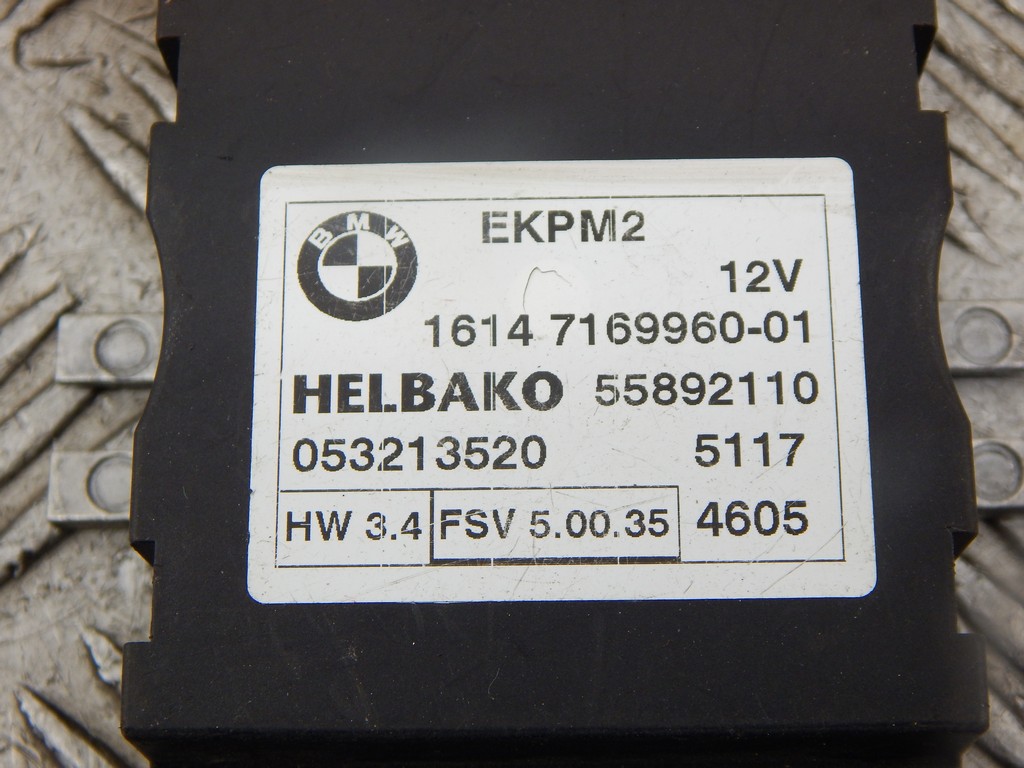 BMW
EKPM2
12V
1614 7169960-01
HELBAKO 55892110
053213520 5117
HW 3.4 FSV 5.00.35 4605